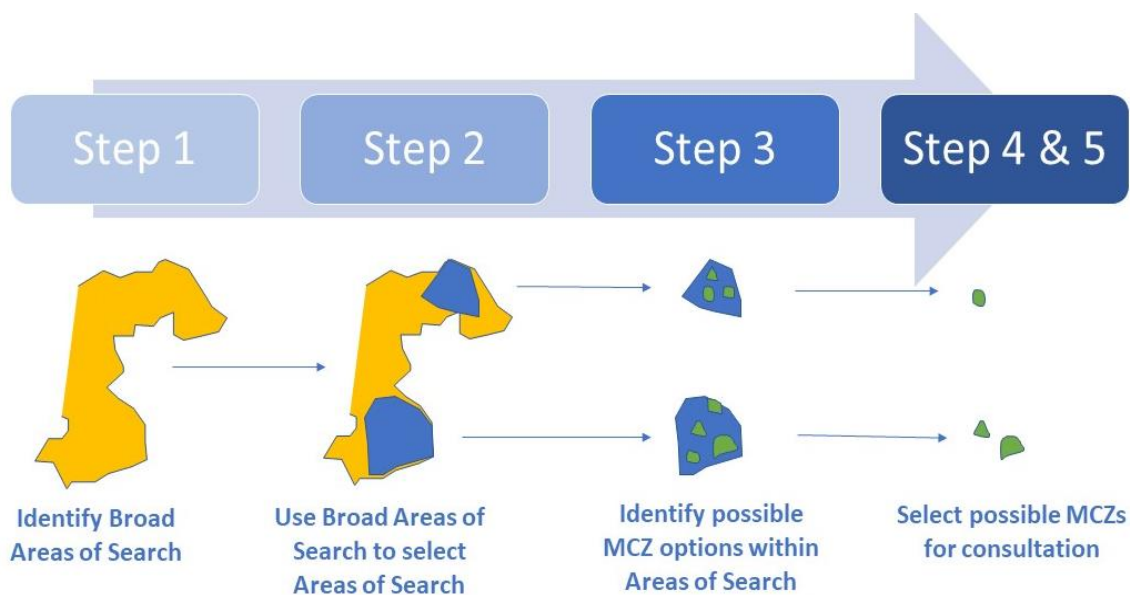 Step 1
Step 2
Step 3
Step 4 & 5
Identify Broad
Areas of Search
Use Broad Areas of
Search to select
Areas of Search
Identify possible
MCZ options within
Areas of Search
Select possible MCZs
for consultation